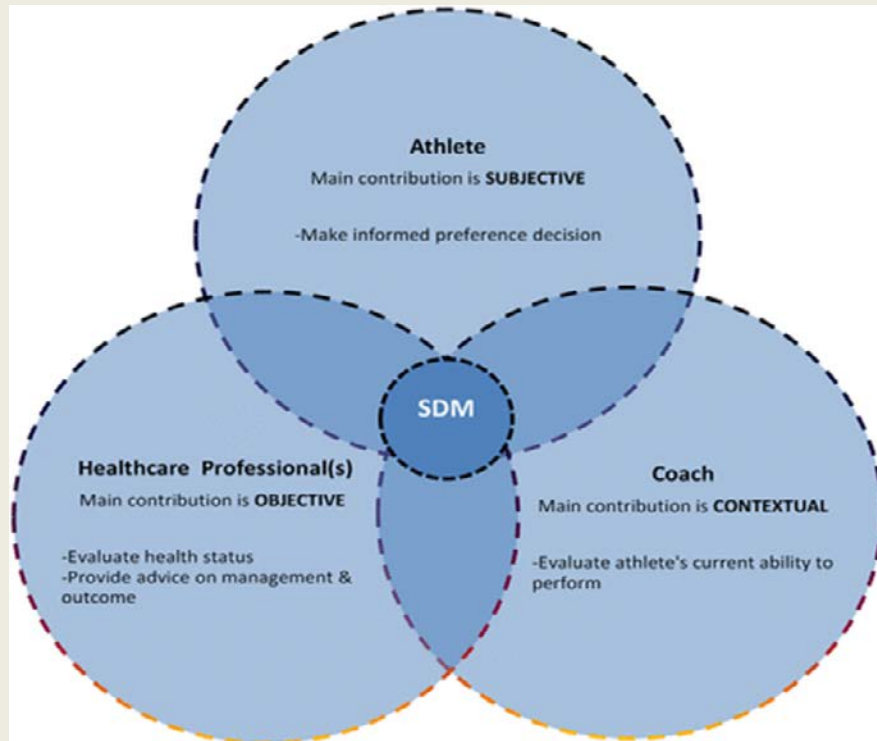 Athlete
Main contribution is SUBJECTIVE
-Make informed preference decision
SDM
Healthcare Professional(s)
Main contribution is OBJECTIVE
-Evaluate health status
-Provide advice on management &
outcome
Coach
Main contribution is CONTEXTUAL
-Evaluate athlete's current ability to
perform